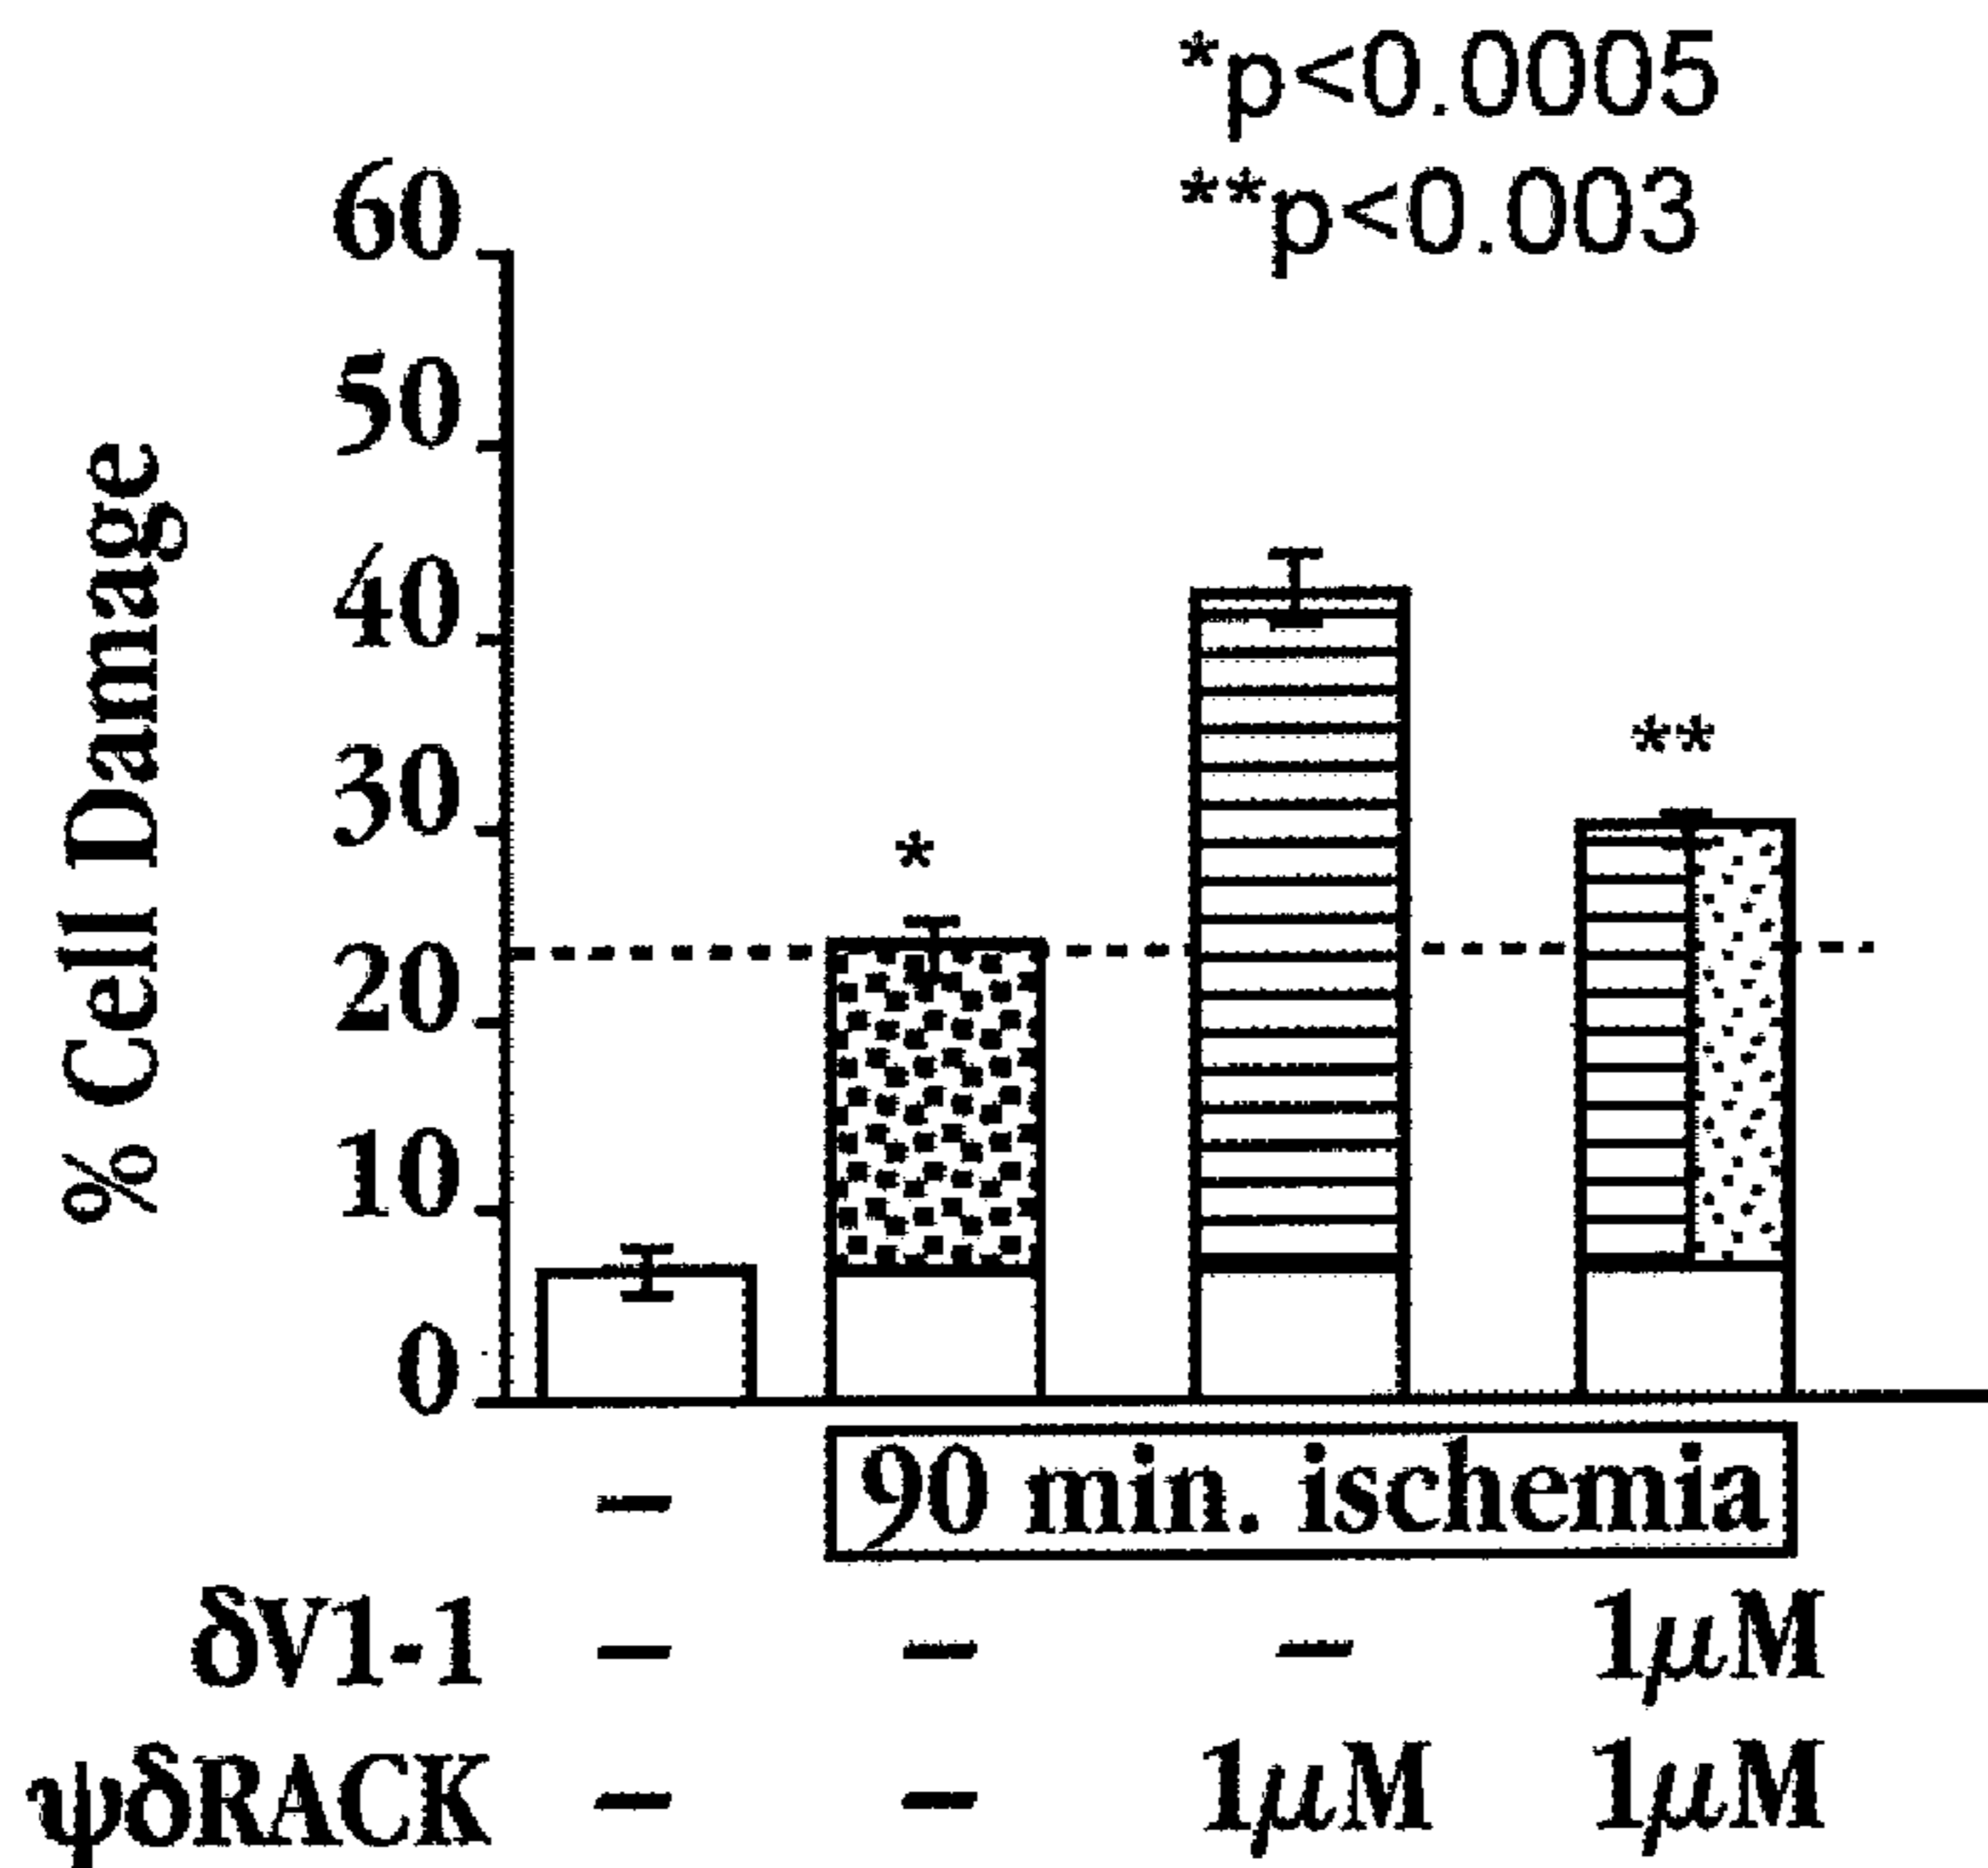 *p<0.0005
**p<0.003
% Cell Damage
60
50
40
30
20
10
0
*
**
– 90 min. ischemia
δV1-1 – – – 1μM
ψδRACK – – 1μM 1μM